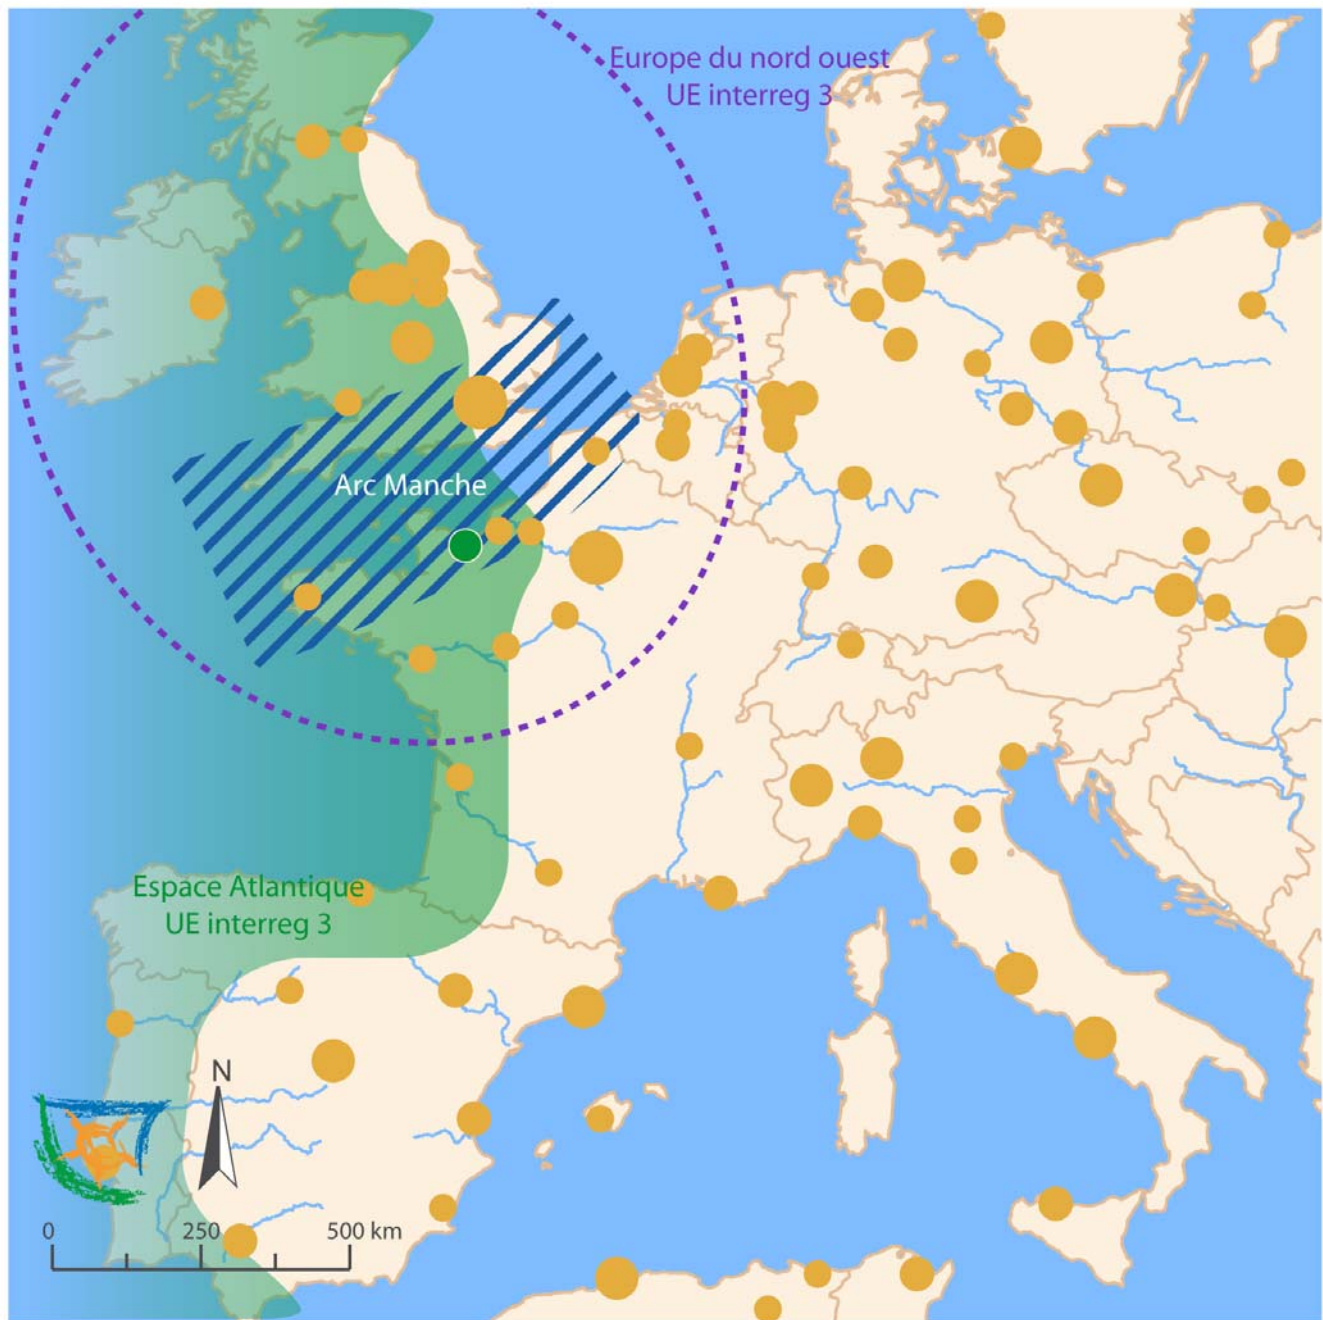 Europe du nord ouest
UE interreg 3
Arc Manche
Espace Atlantique
UE interreg 3
N
0 250 500 km